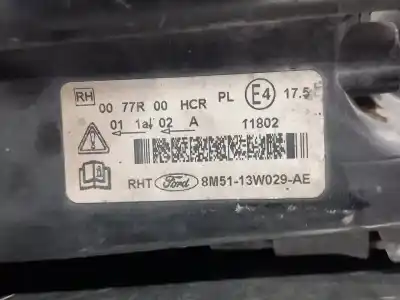 RH 00 77R 00 HCR PL E4 17.5
01 1a 02 A 11802
RHT Ford 8M51-13W029-AE